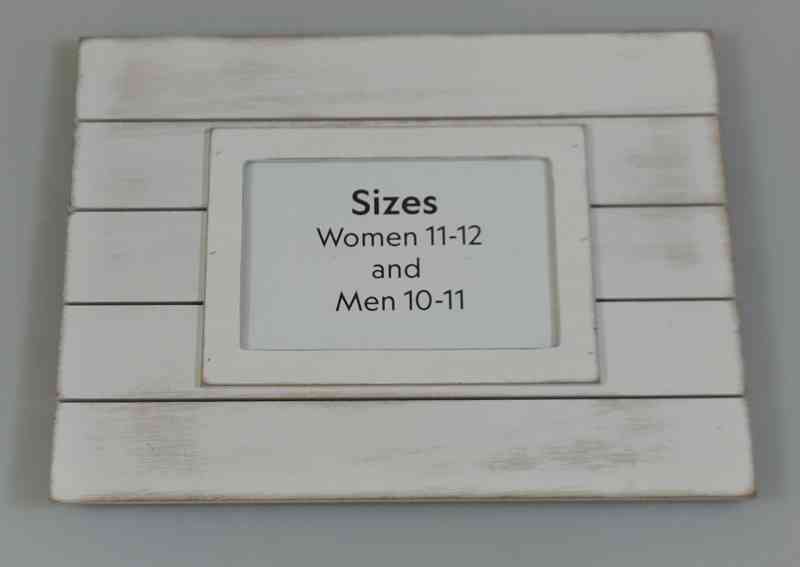 Sizes
Women 11-12
and
Men 10-11